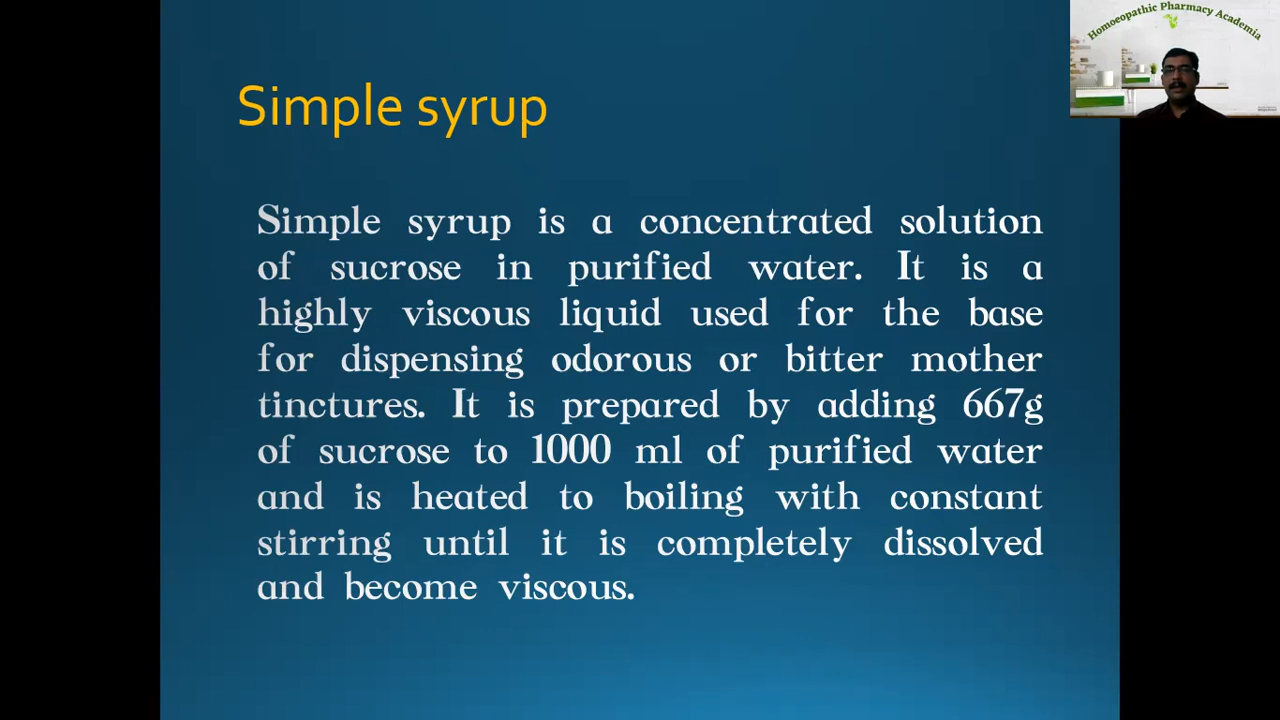 Homoeopathic Pharmacy Academia
Simple syrup
Simple syrup is a concentrated solution
of sucrose in purified water. It is a
highly viscous liquid used for the base
for dispensing odorous or bitter mother
tinctures. It is prepared by adding 667g
of sucrose to 1000 ml of purified water
and is heated to boiling with constant
stirring until it is completely dissolved
and become viscous.